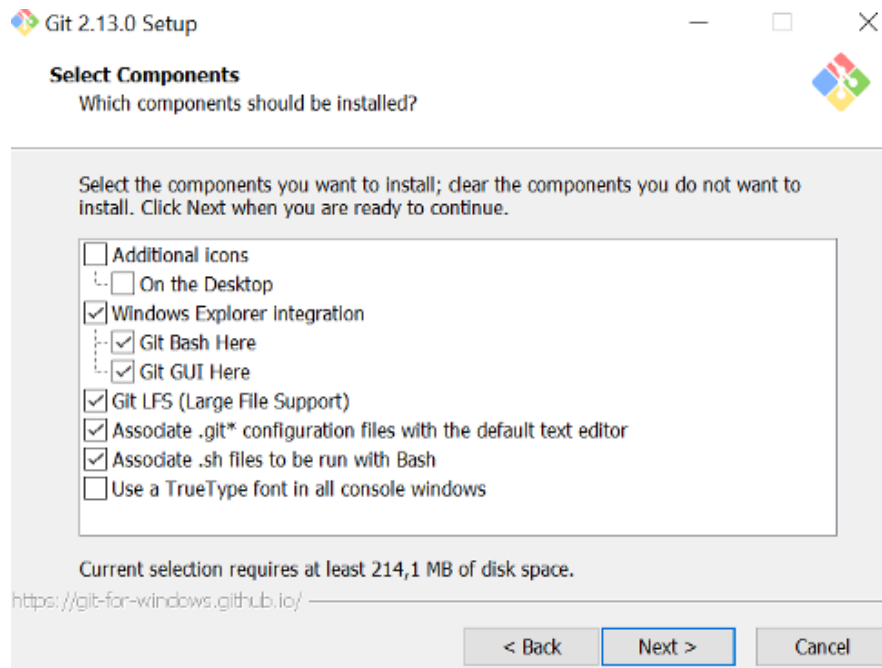 Git 2.13.0 Setup
Select Components
Which components should be installed?
Select the components you want to install; clear the components you do not want to
install. Click Next when you are ready to continue.
Additional icons
On the Desktop
Windows Explorer integration
Git Bash Here
Git GUI Here
Git LFS (Large File Support)
Associate .git* configuration files with the default text editor
Associate .sh files to be run with Bash
Use a TrueType font in all console windows
Current selection requires at least 214,1 MB of disk space.
https://git-for-windows.github.io/
< Back Next > Cancel